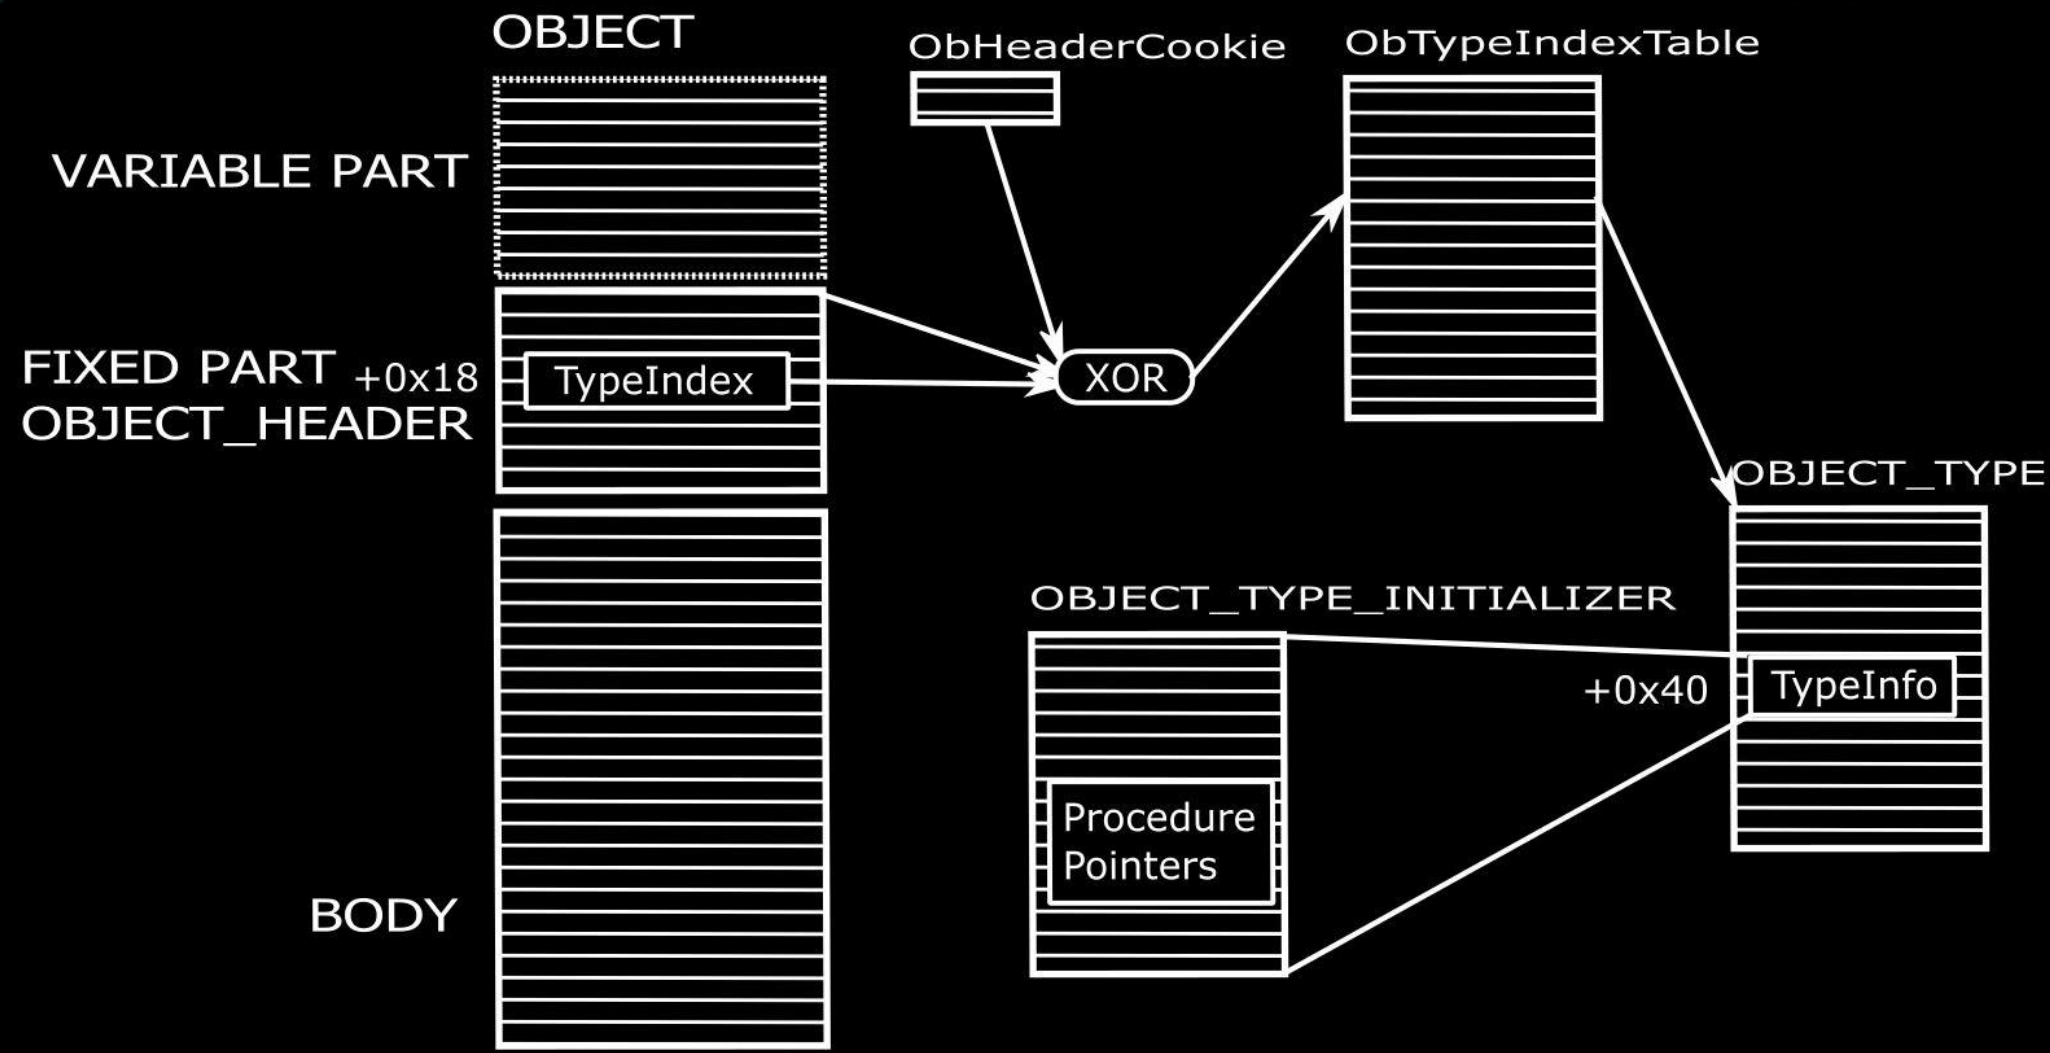 OBJECT
ObHeaderCookie
ObTypeIndexTable
VARIABLE PART
FIXED PART
+0x18
OBJECT_HEADER
TypeIndex
XOR
OBJECT_TYPE
OBJECT_TYPE_INITIALIZER
+0x40
TypeInfo
Procedure
Pointers
BODY